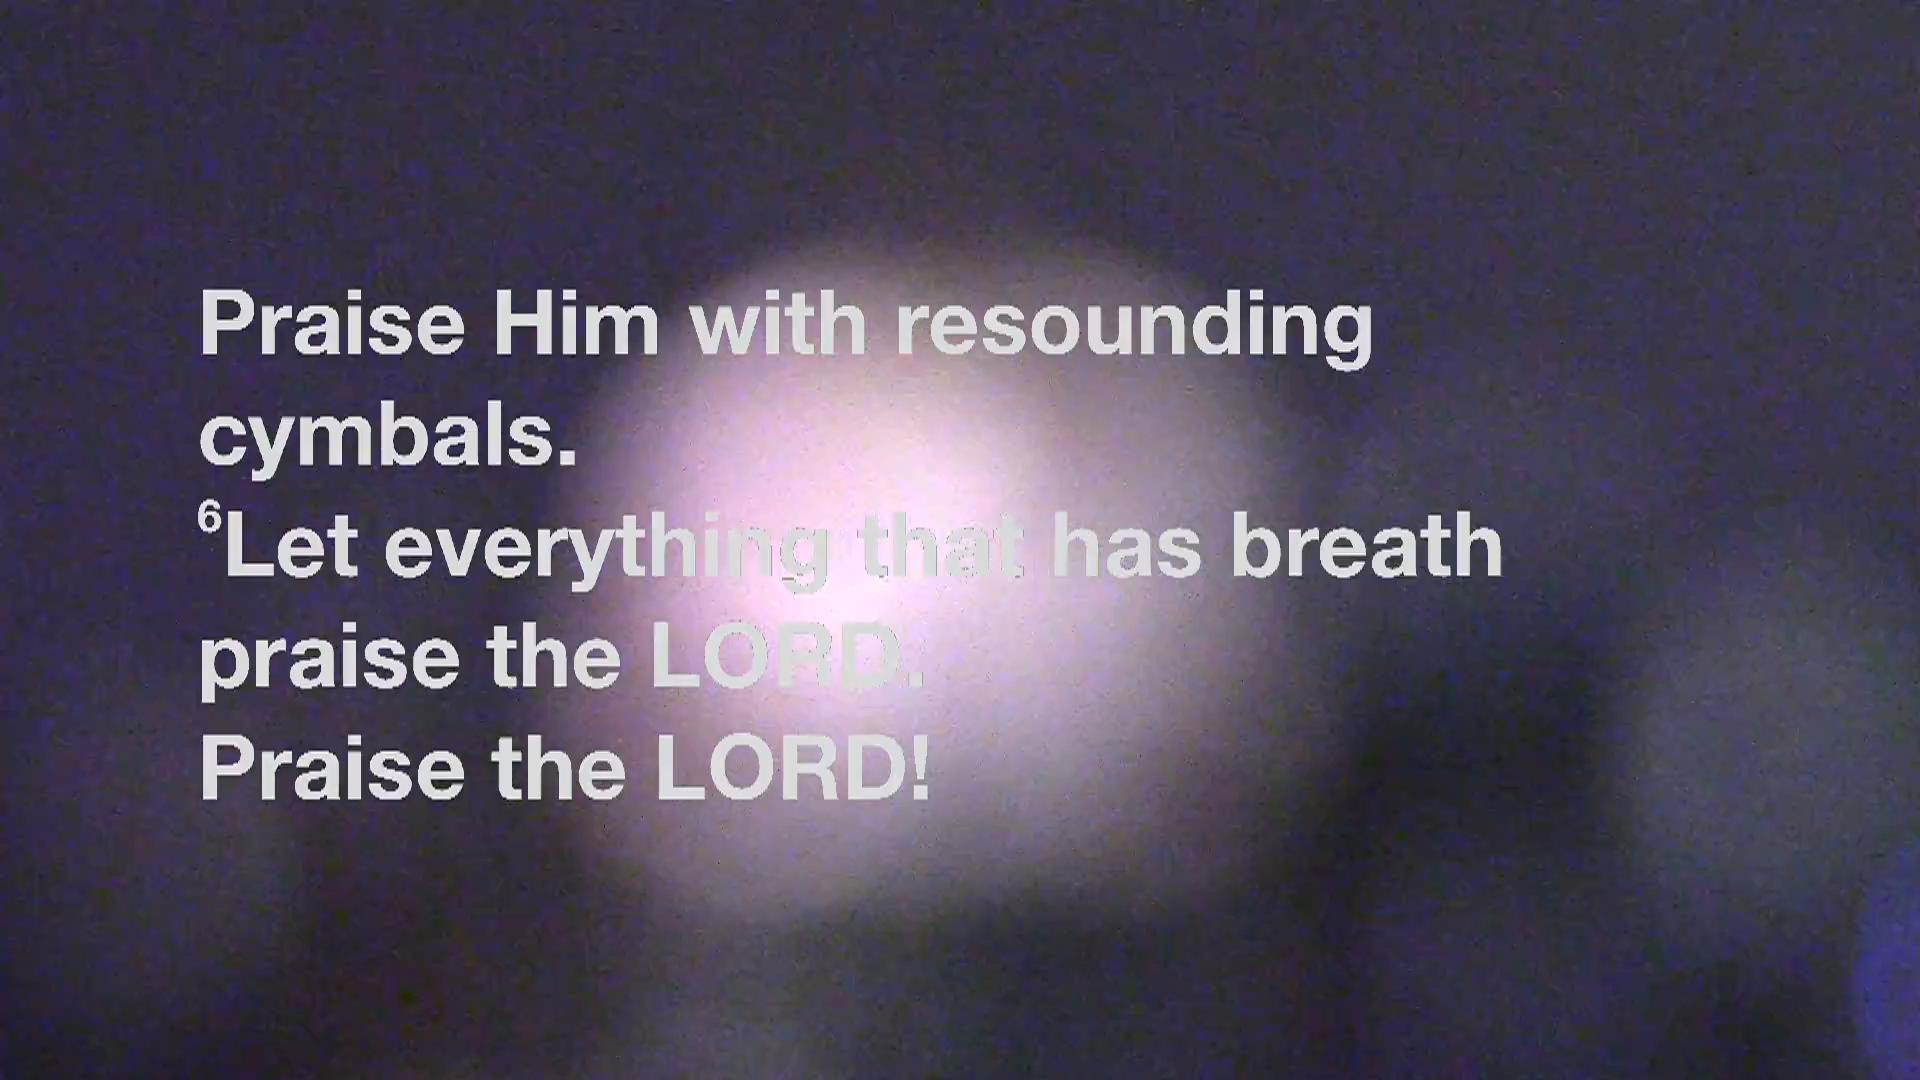 Praise Him with resounding
cymbals.
⁶Let everything that has breath
praise the LORD.
Praise the LORD!